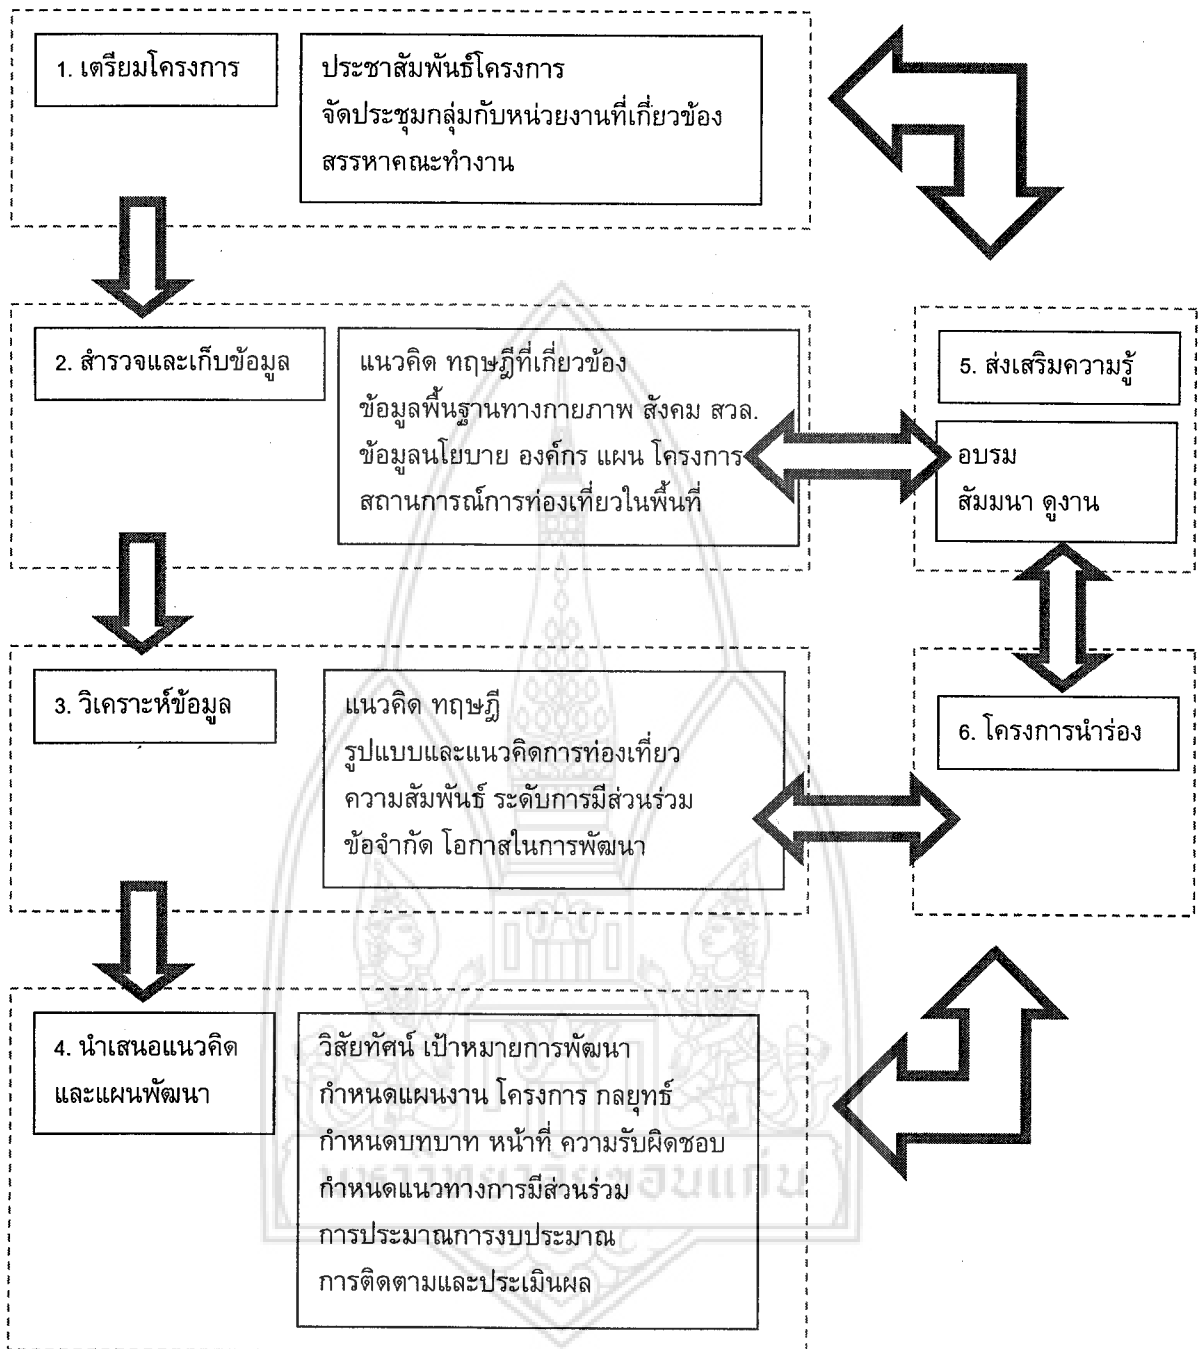 1. เตรียมโครงการ
ประชาสัมพันธ์โครงการ
จัดประชุมกลุ่มกับหน่วยงานที่เกี่ยวข้อง
สรรหาคณะทำงาน
2. สำรวจและเก็บข้อมูล
แนวคิด ทฤษฎีที่เกี่ยวข้อง
ข้อมูลพื้นฐานทางกายภาพ สังคม สวล.
ข้อมูลนโยบาย องค์กร แผน โครงการ
สถานการณ์การท่องเที่ยวในพื้นที่
5. ส่งเสริมความรู้
อบรม
สัมมนา ดูงาน
3. วิเคราะห์ข้อมูล
แนวคิด ทฤษฎี
รูปแบบและแนวคิดการท่องเที่ยว
ความสัมพันธ์ ระดับการมีส่วนร่วม
ข้อจำกัด โอกาสในการพัฒนา
6. โครงการนำร่อง
4. นำเสนอแนวคิด
และแผนพัฒนา
วิสัยทัศน์ เป้าหมายการพัฒนา
กำหนดแผนงาน โครงการ กลยุทธ์
กำหนดบทบาท หน้าที่ ความรับผิดชอบ
กำหนดแนวทางการมีส่วนร่วม
การประมาณการงบประมาณ
การติดตามและประเมินผล
มหาวิทยาลัยขอนแก่น